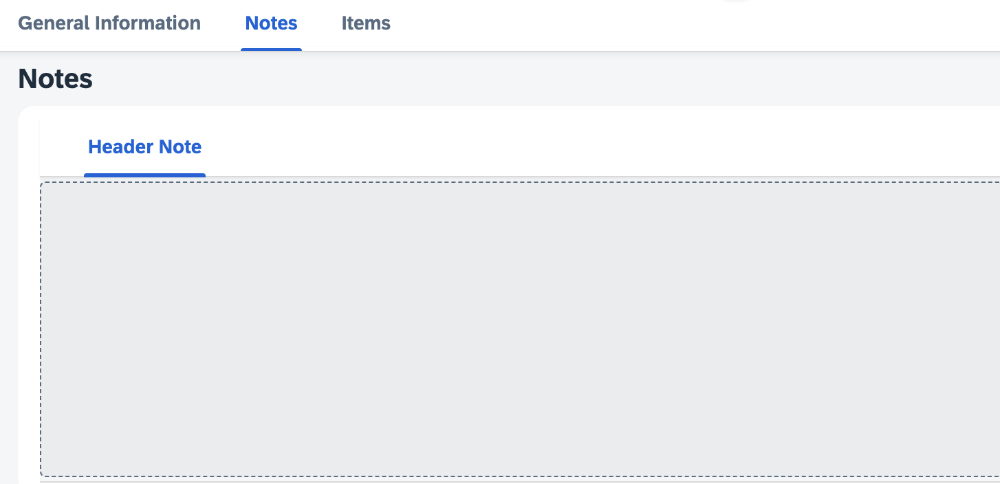 General Information Notes Items
Notes
Header Note